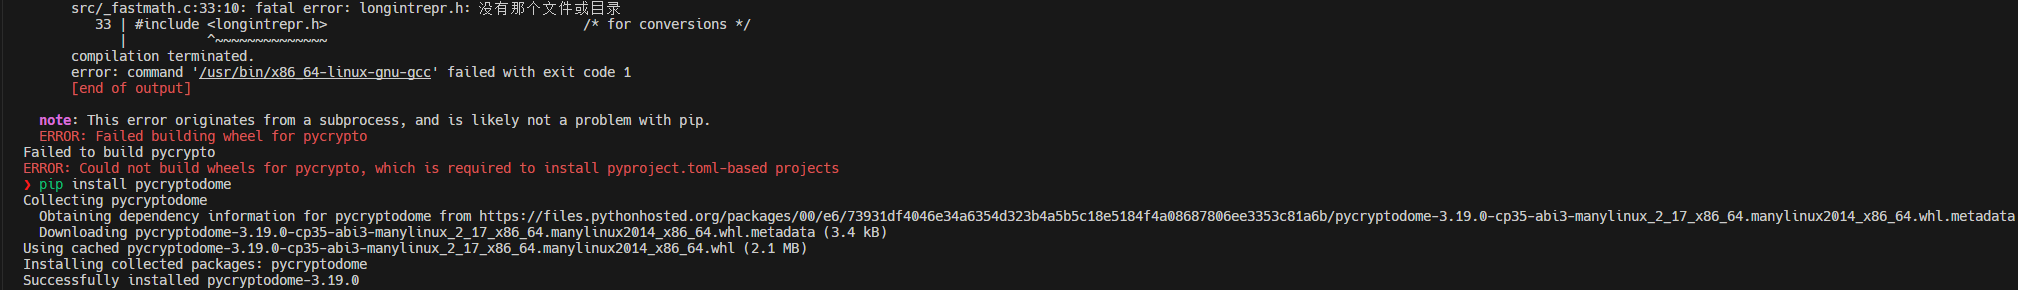 src/_fastmath.c:33:10: fatal error: longintrepr.h: 没有那个文件或目录
33 | #include <longintrepr.h> /* for conversions */
| ^~~~~~~~~~~~~~~
compilation terminated.
error: command '/usr/bin/x86_64-linux-gnu-gcc' failed with exit code 1
[end of output]
note: This error originates from a subprocess, and is likely not a problem with pip.
ERROR: Failed building wheel for pycrypto
Failed to build pycrypto
ERROR: Could not build wheels for pycrypto, which is required to install pyproject.toml-based projects
❯ pip install pycryptodome
Collecting pycryptodome
Obtaining dependency information for pycryptodome from https://files.pythonhosted.org/packages/00/e6/73931df4046e34a6354d323b4a5b5c18e5184f4a08687806ee3353c81a6b/pycryptodome-3.19.0-cp35-abi3-manylinux_2_17_x86_64.manylinux2014_x86_64.whl.metadata
Downloading pycryptodome-3.19.0-cp35-abi3-manylinux_2_17_x86_64.manylinux2014_x86_64.whl.metadata (3.4 kB)
Using cached pycryptodome-3.19.0-cp35-abi3-manylinux_2_17_x86_64.manylinux2014_x86_64.whl (2.1 MB)
Installing collected packages: pycryptodome
Successfully installed pycryptodome-3.19.0